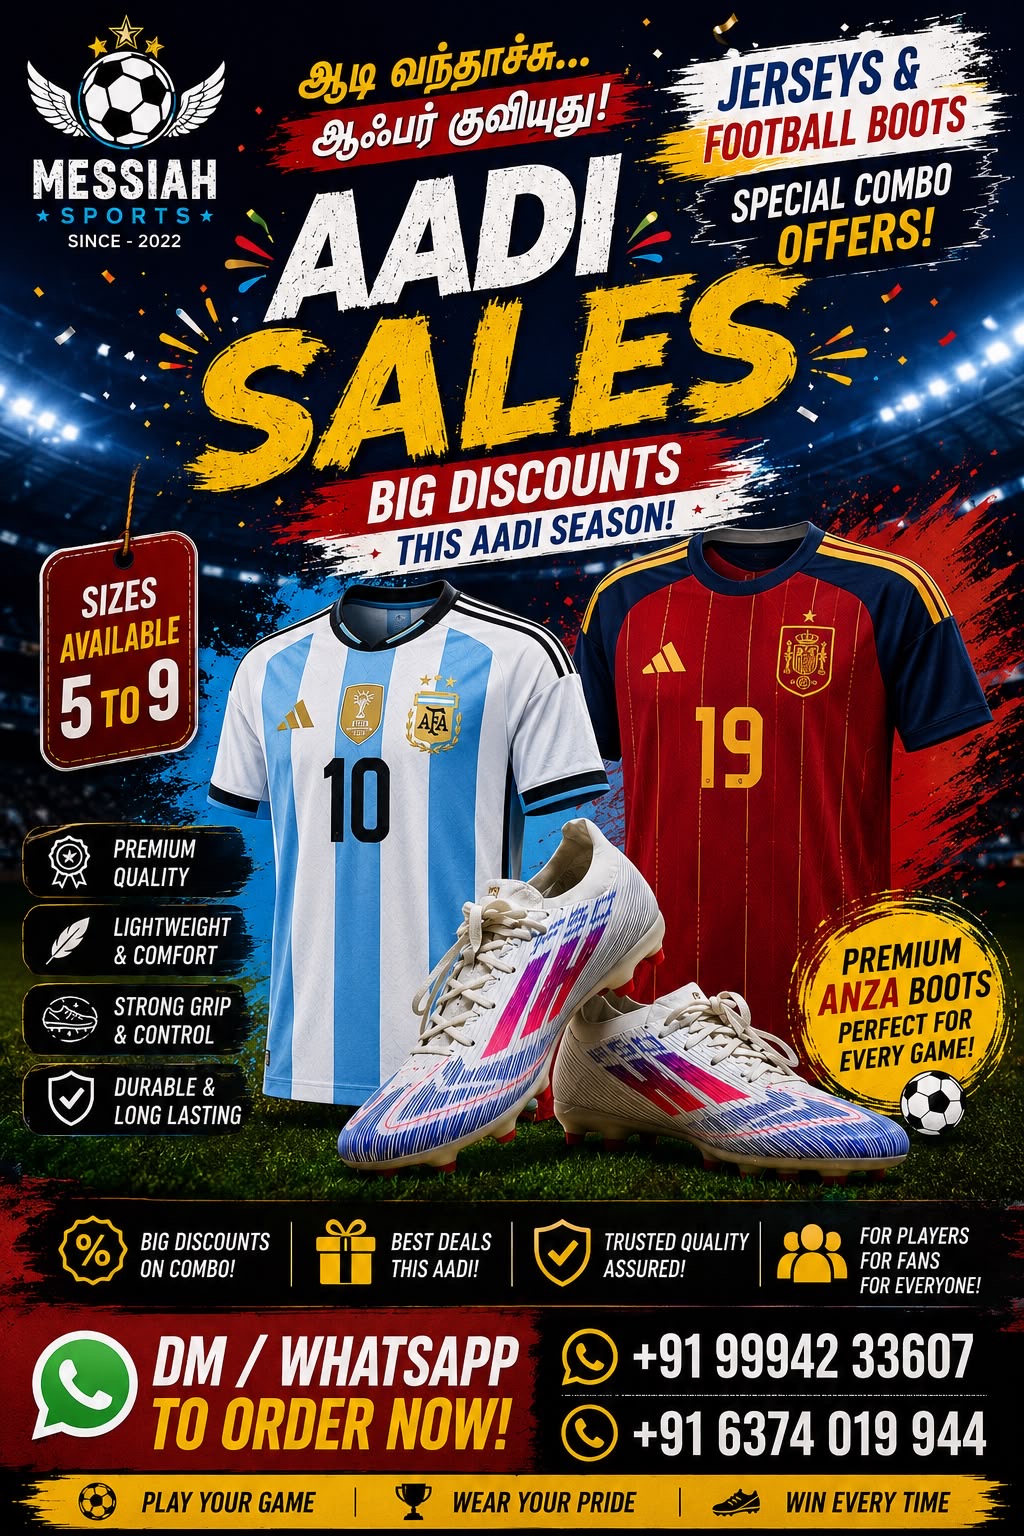 MESSIAH
SPORTS
SINCE - 2022
ஆடி வந்தாச்சு...
ஆஃபர் குவியுது!
JERSEYS &
FOOTBALL BOOTS
SPECIAL COMBO
OFFERS!
AADI
SALES
BIG DISCOUNTS
THIS AADI SEASON!
SIZES
AVAILABLE
5 TO 9
AFA
10
19
PREMIUM
QUALITY
LIGHTWEIGHT
& COMFORT
STRONG GRIP
& CONTROL
DURABLE &
LONG LASTING
PREMIUM
ANZA BOOTS
PERFECT FOR
EVERY GAME!
BIG DISCOUNTS
ON COMBO!
BEST DEALS
THIS AADI!
TRUSTED QUALITY
ASSURED!
FOR PLAYERS
FOR FANS
FOR EVERYONE!
DM / WHATSAPP
TO ORDER NOW!
+91 99942 33607
+91 6374 019 944
PLAY YOUR GAME
WEAR YOUR PRIDE
WIN EVERY TIME